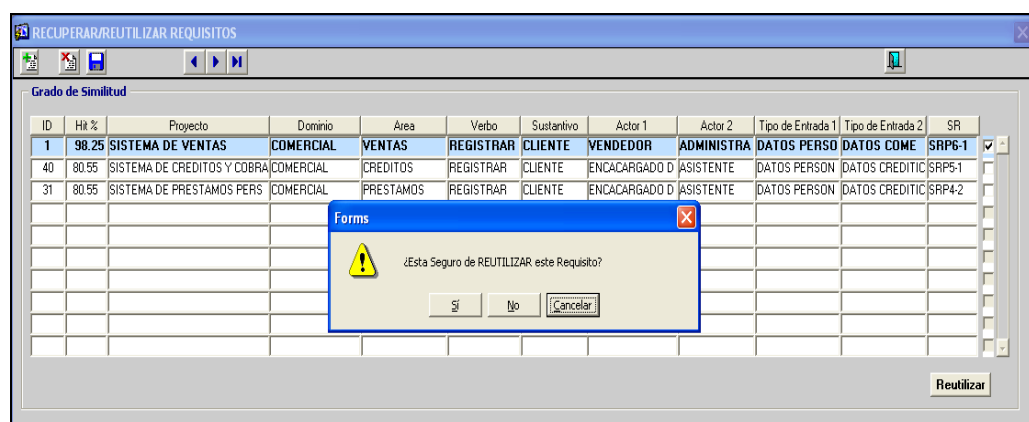 RECUPERAR/REUTILIZAR REQUISITOS
Grado de Similitud
ID Hit % Proyecto Dominio Area Verbo Sustantivo Actor 1 Actor 2 Tipo de Entrada 1 Tipo de Entrada 2 SR
1 98.25 SISTEMA DE VENTAS COMERCIAL VENTAS REGISTRAR CLIENTE VENDEDOR ADMINISTRA DATOS PERSO DATOS COME SRP6-1
40 80.55 SISTEMA DE CREDITOS Y COBRA COMERCIAL CREDITOS REGISTRAR CLIENTE ENCACARGADO D ASISTENTE DATOS PERSON DATOS CREDITIC SRP5-1
31 80.55 SISTEMA DE PRESTAMOS PERS COMERCIAL PRESTAMOS REGISTRAR CLIENTE ENCACARGADO D ASISTENTE DATOS PERSON DATOS CREDITIC SRP4-2
Forms
¿Esta Seguro de REUTILIZAR este Requisito?
Sí No Cancelar
Reutilizar